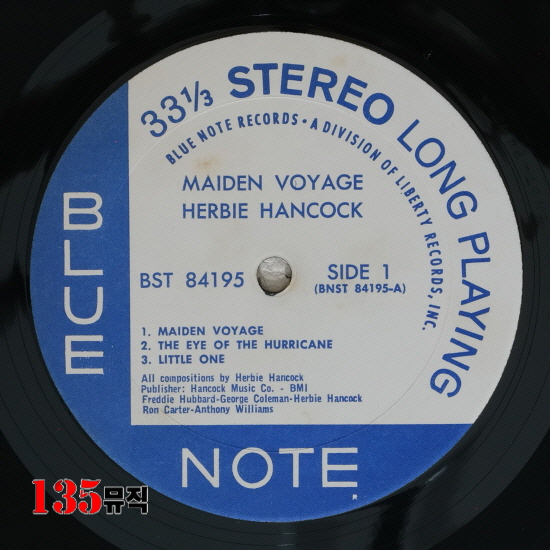 33⅓ STEREO LONG PLAYING
BLUE NOTE RECORDS • A DIVISION OF LIBERTY RECORDS, INC.
MAIDEN VOYAGE
HERBIE HANCOCK
BST 84195
SIDE 1
(BNST 84195-A)
1. MAIDEN VOYAGE
2. THE EYE OF THE HURRICANE
3. LITTLE ONE
All compositions by Herbie Hancock
Publisher: Hancock Music Co. - BMI
Freddie Hubbard-George Coleman-Herbie Hancock
Ron Carter-Anthony Williams
BLUE
NOTE
R
135뮤직